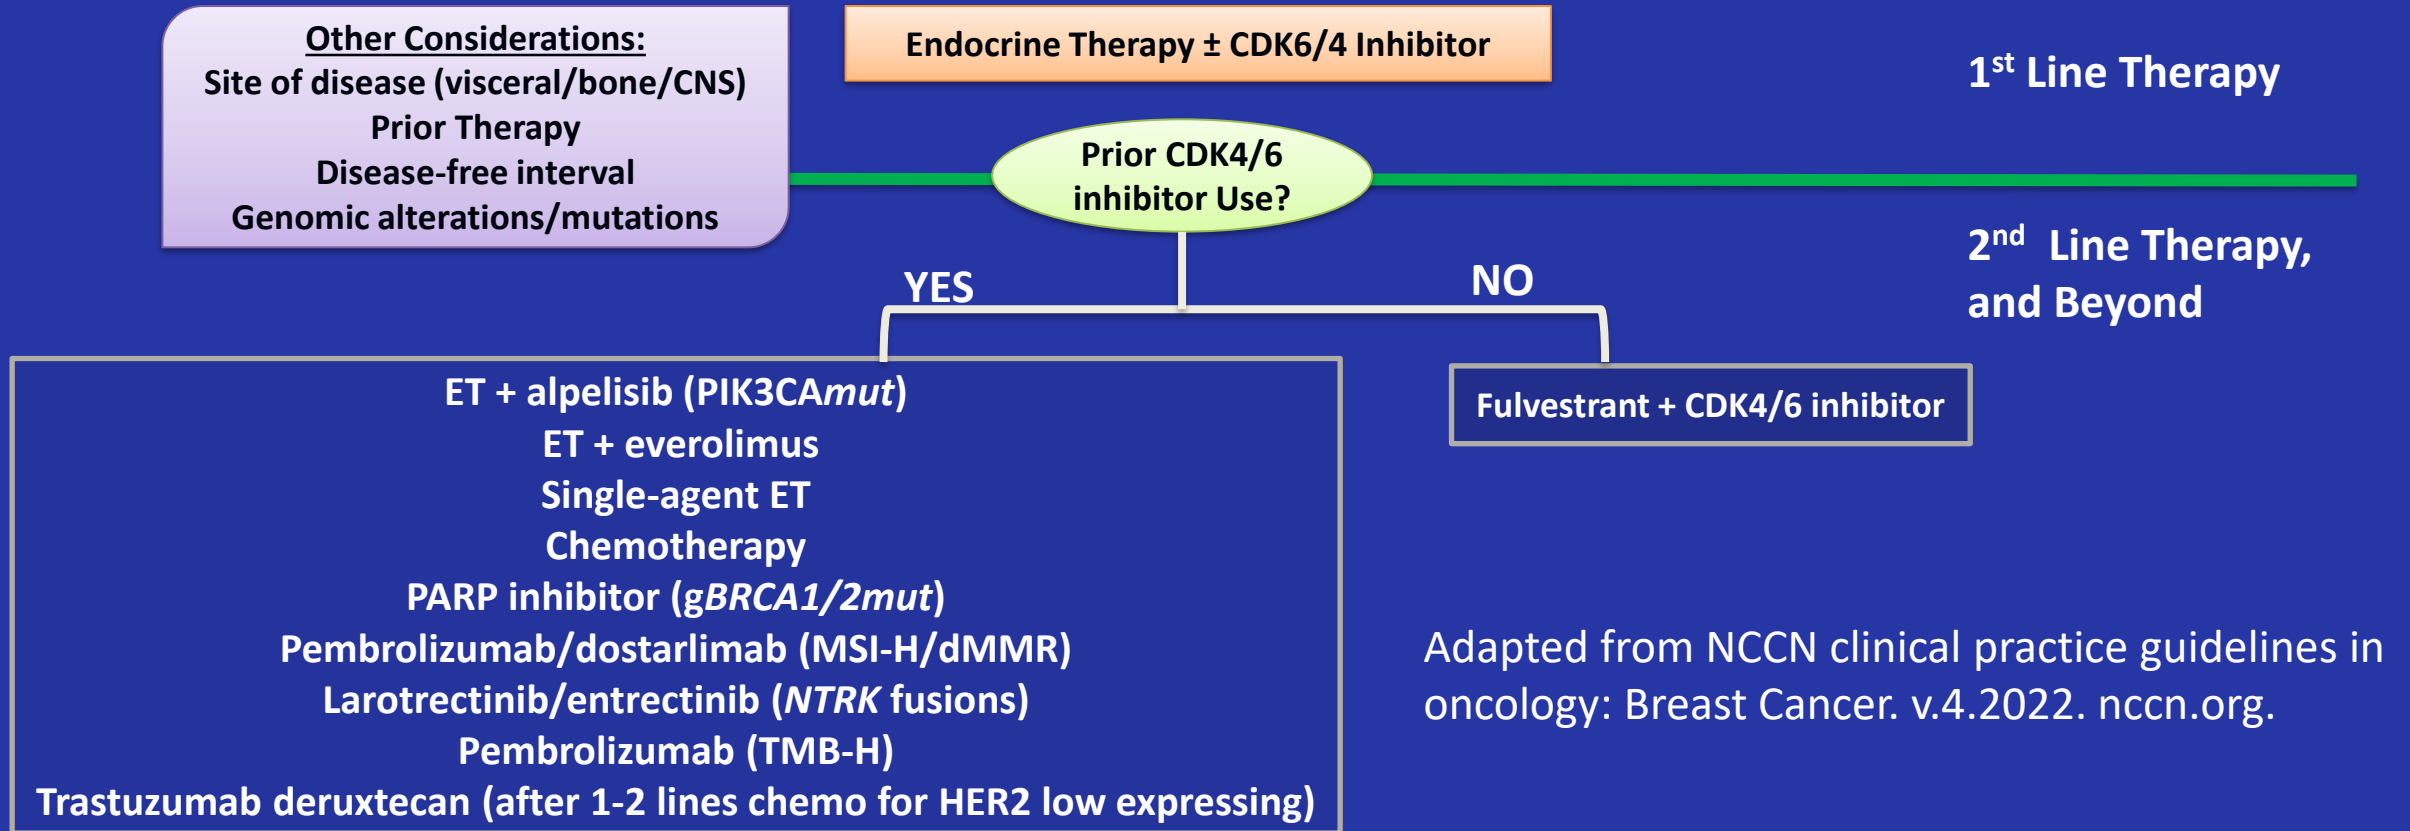 Other Considerations:
Site of disease (visceral/bone/CNS)
Prior Therapy
Disease-free interval
Genomic alterations/mutations
Endocrine Therapy ± CDK6/4 Inhibitor
1st Line Therapy
Prior CDK4/6
inhibitor Use?
2nd Line Therapy,
and Beyond
YES
NO
ET + alpelisib (PIK3CAmut)
ET + everolimus
Single-agent ET
Chemotherapy
PARP inhibitor (gBRCA1/2mut)
Pembrolizumab/dostarlimab (MSI-H/dMMR)
Larotrectinib/entrectinib (NTRK fusions)
Pembrolizumab (TMB-H)
Trastuzumab deruxtecan (after 1-2 lines chemo for HER2 low expressing)
Fulvestrant + CDK4/6 inhibitor
Adapted from NCCN clinical practice guidelines in
oncology: Breast Cancer. v.4.2022. nccn.org.